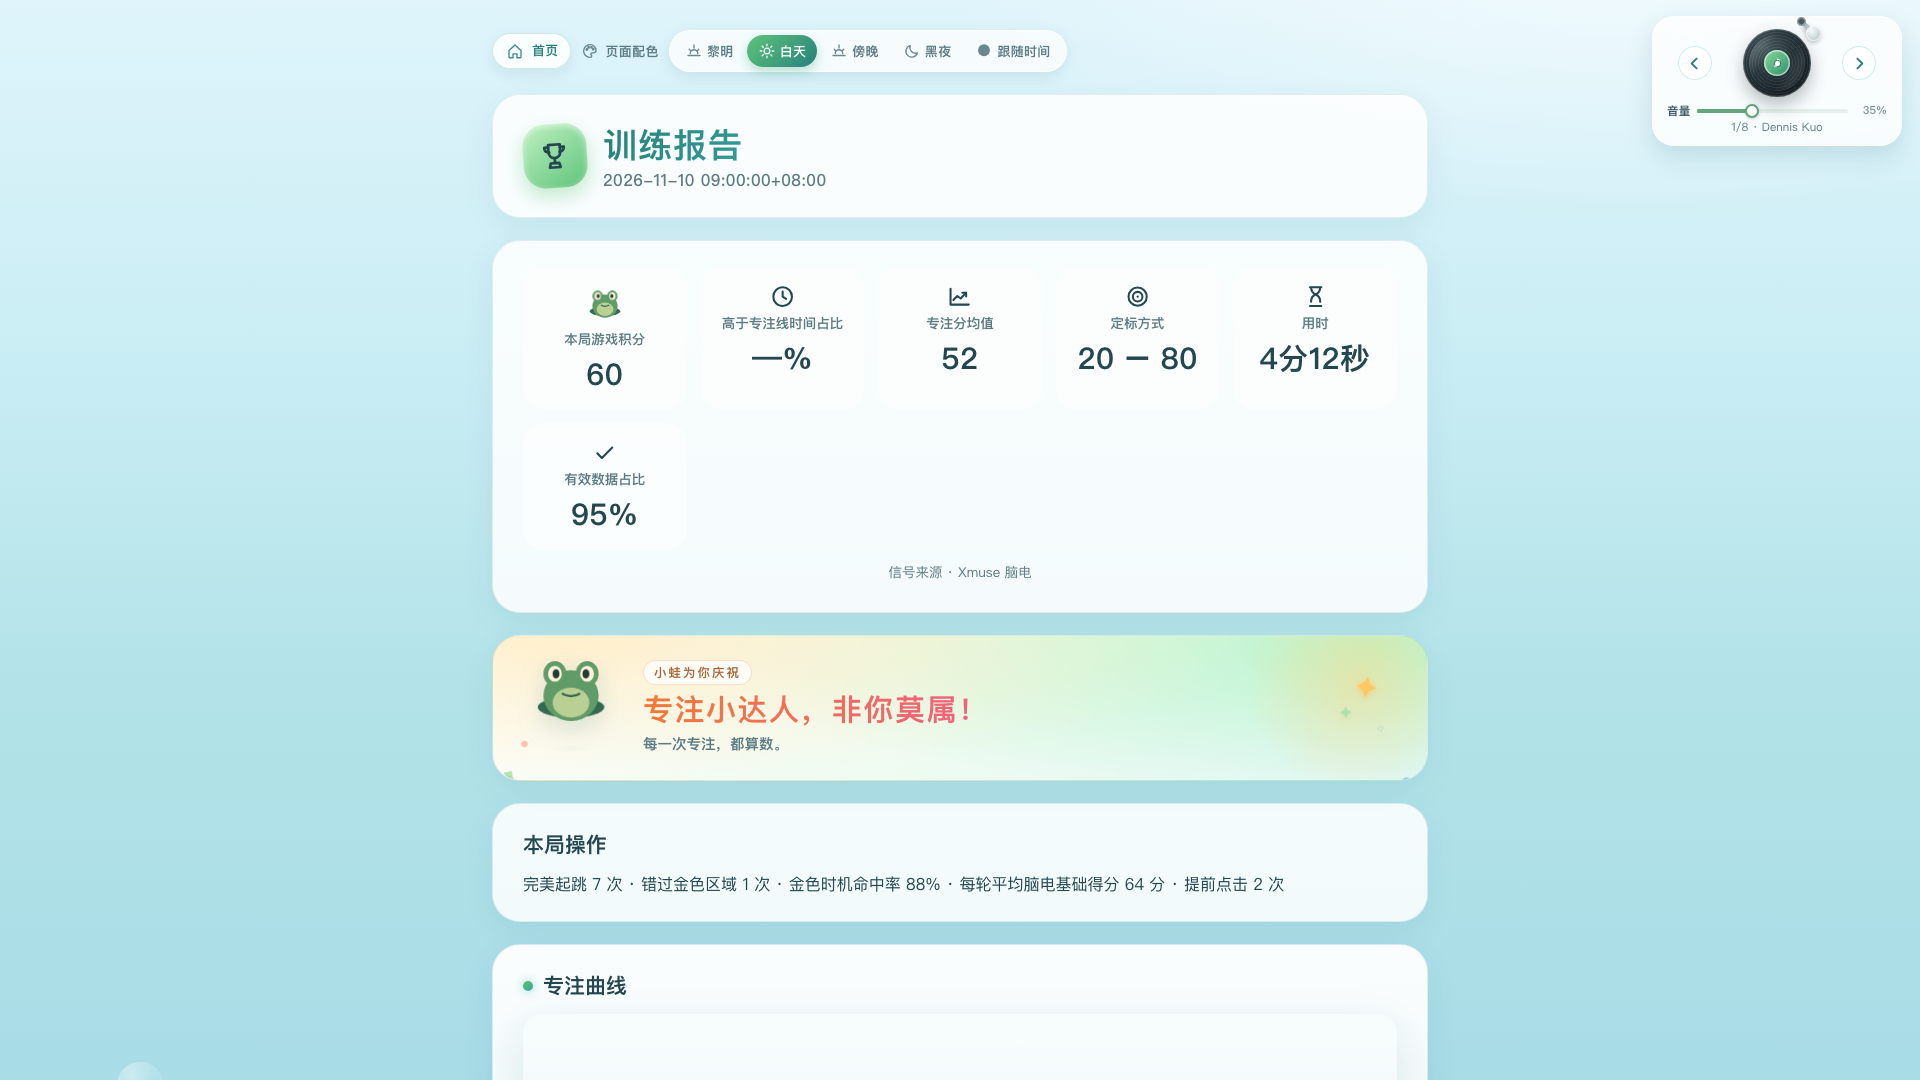 首页
页面配色
黎明
白天
傍晚
黑夜
跟随时间
音量
35%
1/8 · Dennis Kuo
训练报告
2026-11-10 09:00:00+08:00
本局游戏积分
60
高于专注线时间占比
—%
专注分均值
52
定标方式
20 — 80
用时
4分12秒
有效数据占比
95%
信号来源 · Xmuse 脑电
小蛙为你庆祝
专注小达人，非你莫属！
每一次专注，都算数。
本局操作
完美起跳 7 次 · 错过金色区域 1 次 · 金色时机命中率 88% · 每轮平均脑电基础得分 64 分 · 提前点击 2 次
专注曲线